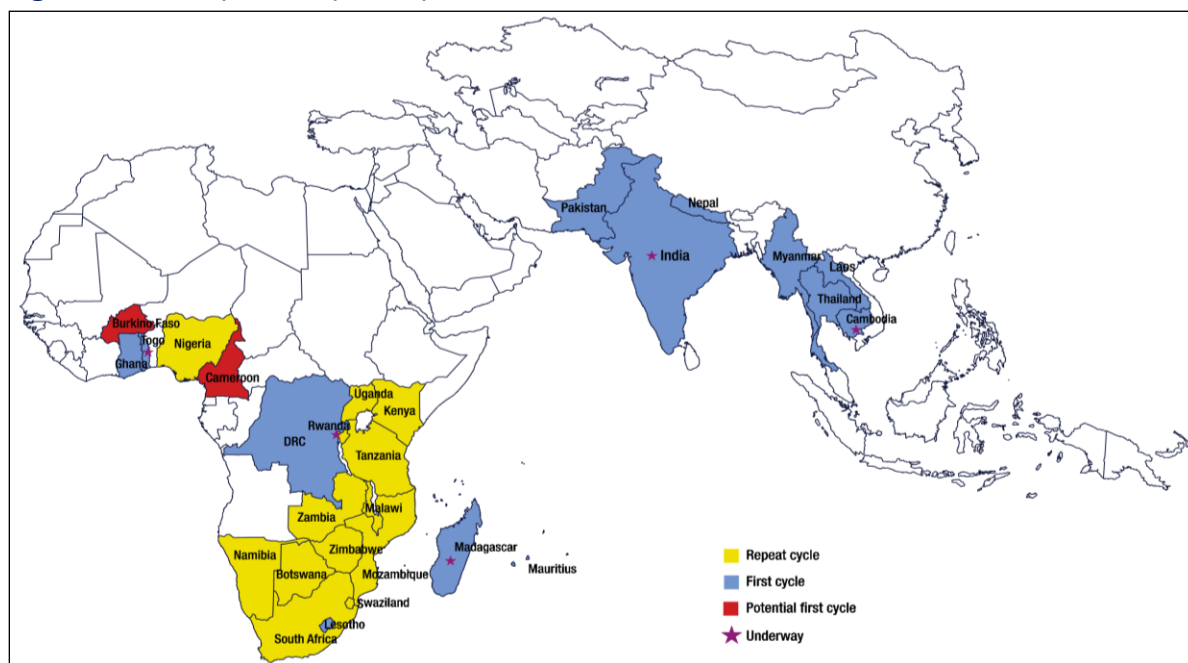 Pakistan
Nepal
India
Myanmar
Laos
Thailand
Cambodia
Burkino Faso
Togo
Nigeria
Ghana
Cameroon
Uganda
Kenya
Rwanda
DRC
Tanzania
Malawi
Zambia
Zimbabwe
Madagascar
Namibia
Botswana
Mozambique
Mauritius
Swaziland
Lesotho
South Africa
Repeat cycle
First cycle
Potential first cycle
Underway